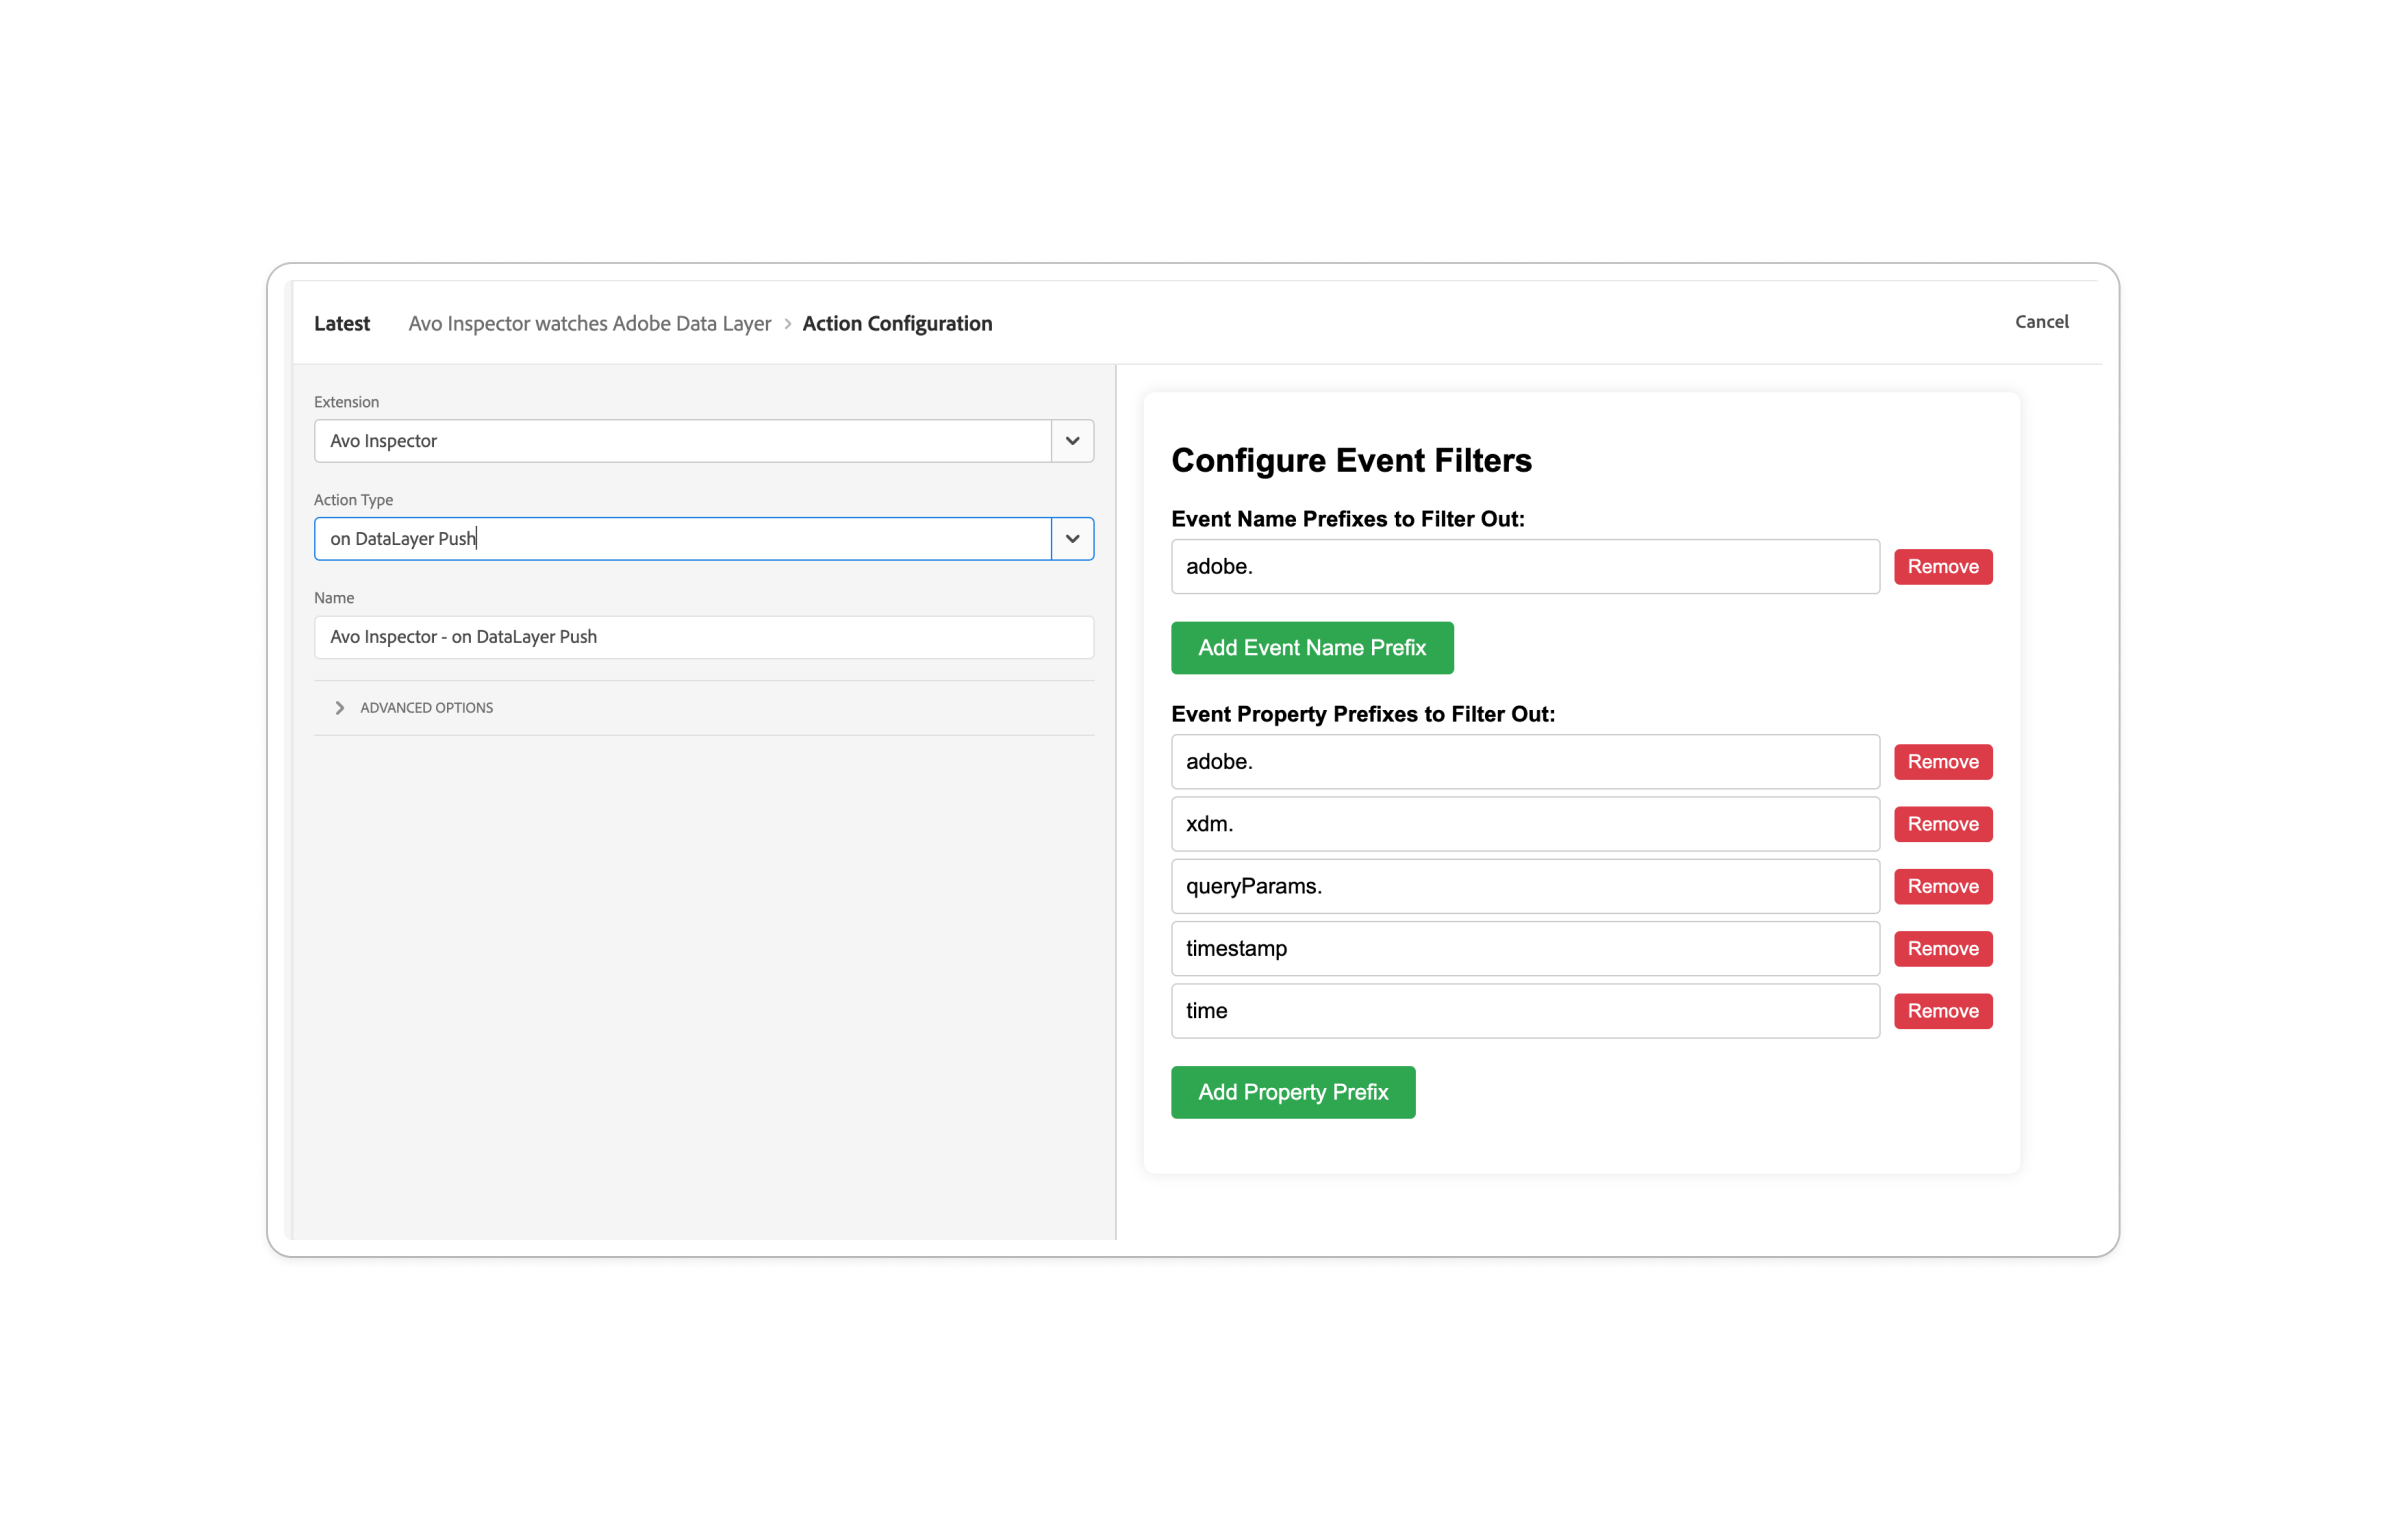 Latest Avo Inspector watches Adobe Data Layer > Action Configuration Cancel
Extension
Avo Inspector
Action Type
on DataLayer Push
Name
Avo Inspector - on DataLayer Push
ADVANCED OPTIONS
Configure Event Filters
Event Name Prefixes to Filter Out:
adobe. Remove
Add Event Name Prefix
Event Property Prefixes to Filter Out:
adobe. Remove
xdm. Remove
queryParams. Remove
timestamp Remove
time Remove
Add Property Prefix